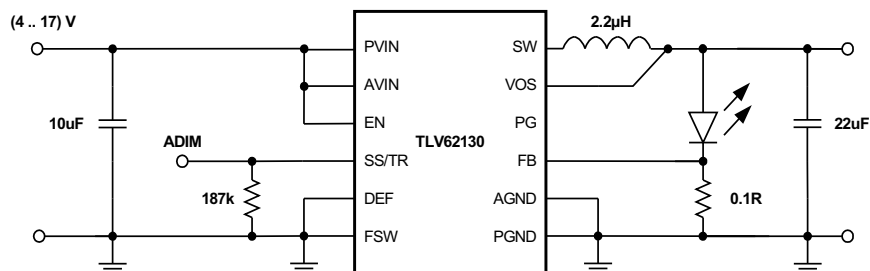 (4 .. 17) V
PVIN
SW
2.2µH
AVIN
VOS
10uF
EN
PG
22uF
TLV62130
ADIM
SS/TR
FB
187k
DEF
AGND
0.1R
FSW
PGND